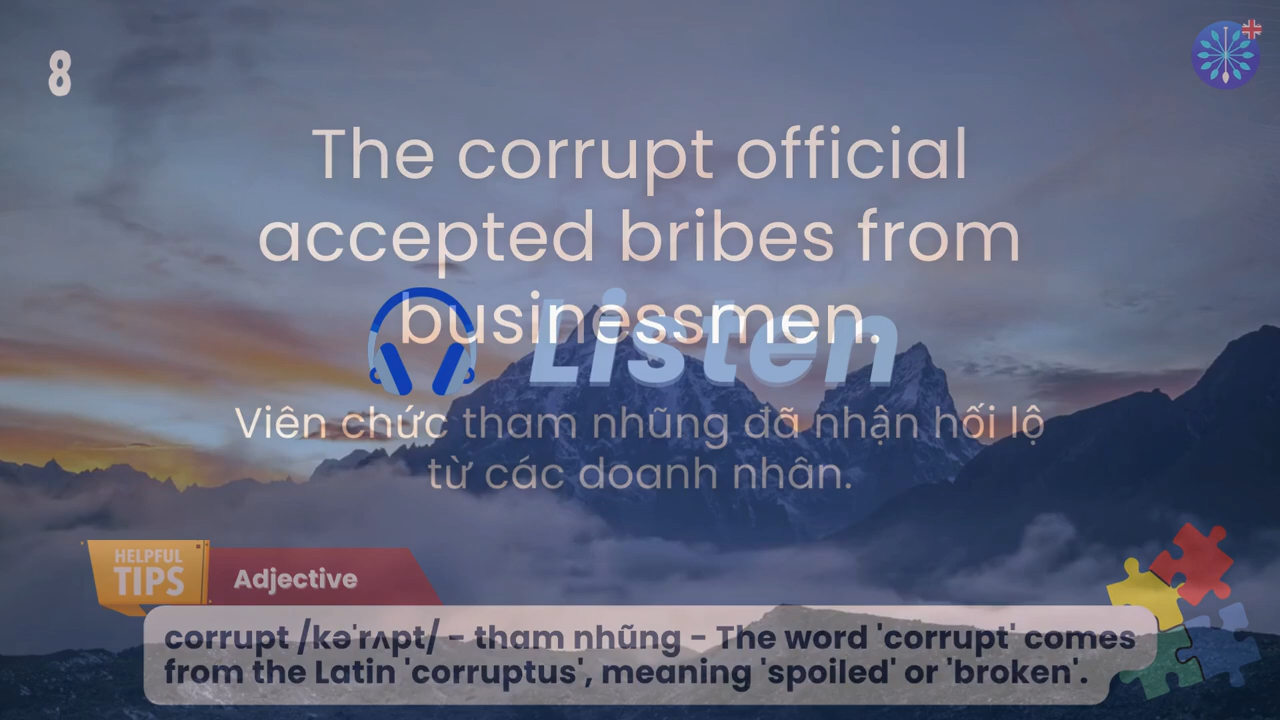 8
The corrupt official
accepted bribes from
businessmen.
Listen
Viên chức tham nhũng đã nhận hối lộ
từ các doanh nhân.
HELPFUL
TIPS
Adjective
corrupt /kəˈrʌpt/ - tham nhũng - The word 'corrupt' comes
from the Latin 'corruptus', meaning 'spoiled' or 'broken'.